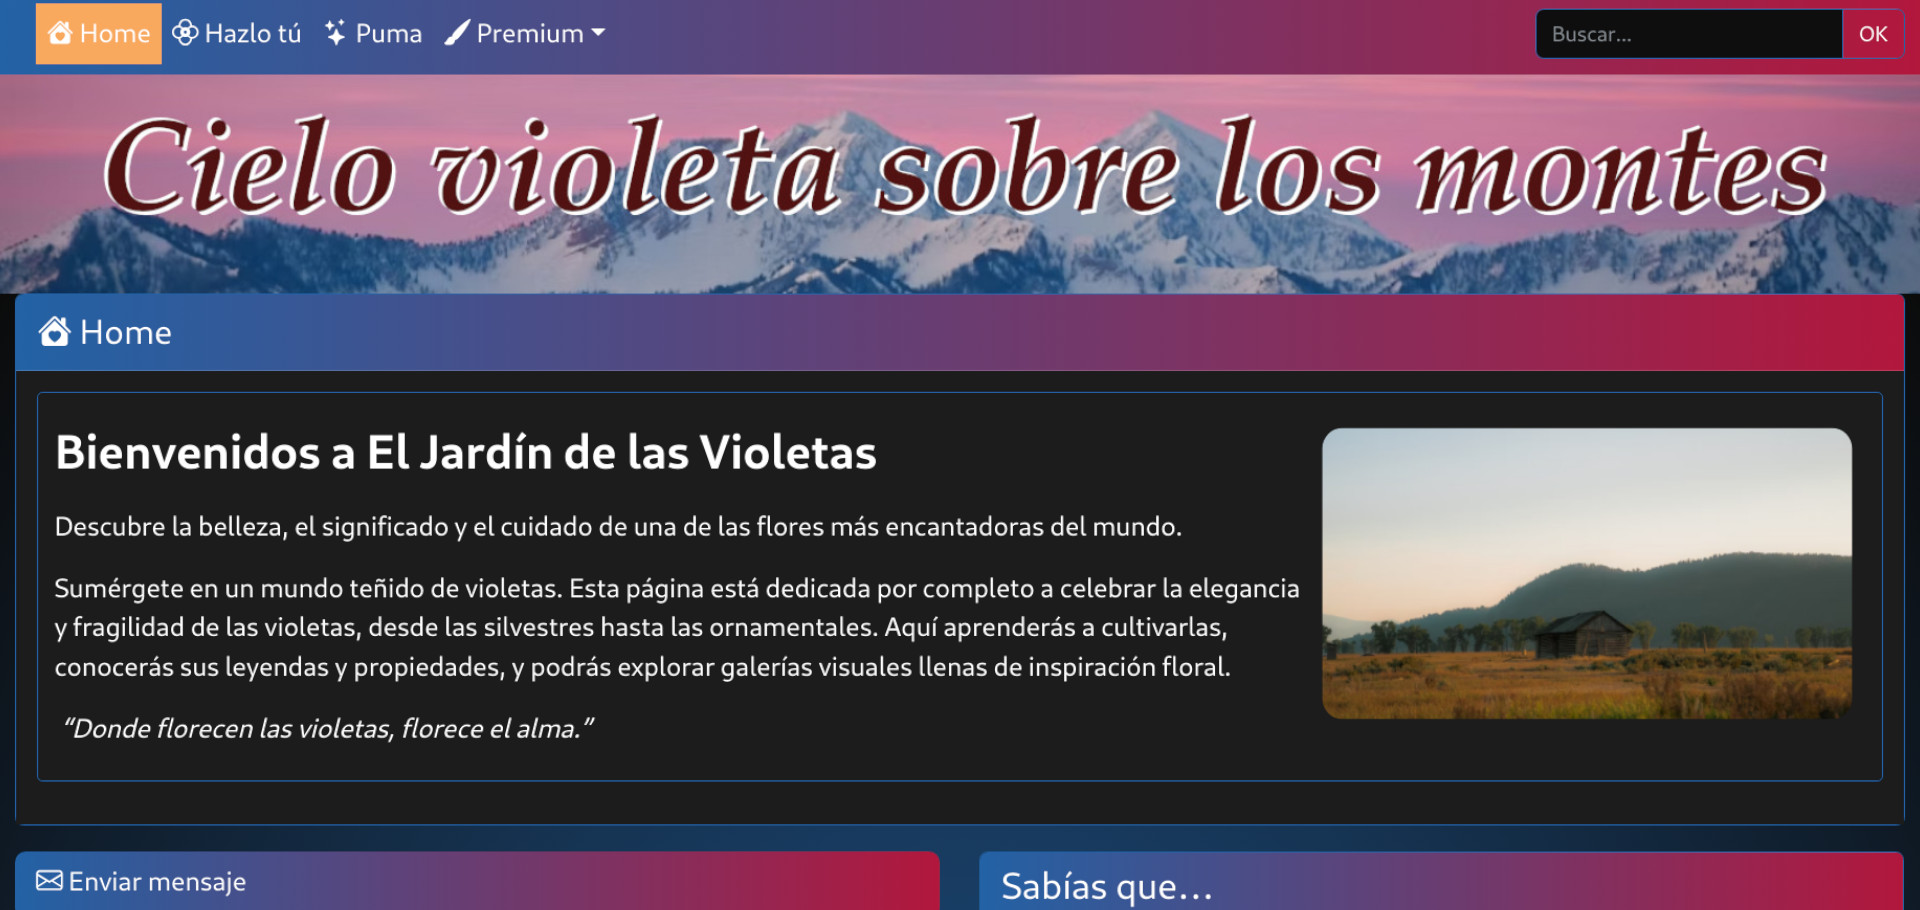 Home Hazlo tú Puma Premium Buscar... OK
Cielo violeta sobre los montes
Home
Bienvenidos a El Jardín de las Violetas
Descubre la belleza, el significado y el cuidado de una de las flores más encantadoras del mundo.
Sumérgete en un mundo teñido de violetas. Esta página está dedicada por completo a celebrar la elegancia
y fragilidad de las violetas, desde las silvestres hasta las ornamentales. Aquí aprenderás a cultivarlas,
conocerás sus leyendas y propiedades, y podrás explorar galerías visuales llenas de inspiración floral.
“Donde florecen las violetas, florece el alma.”
Enviar mensaje
Sabías que...